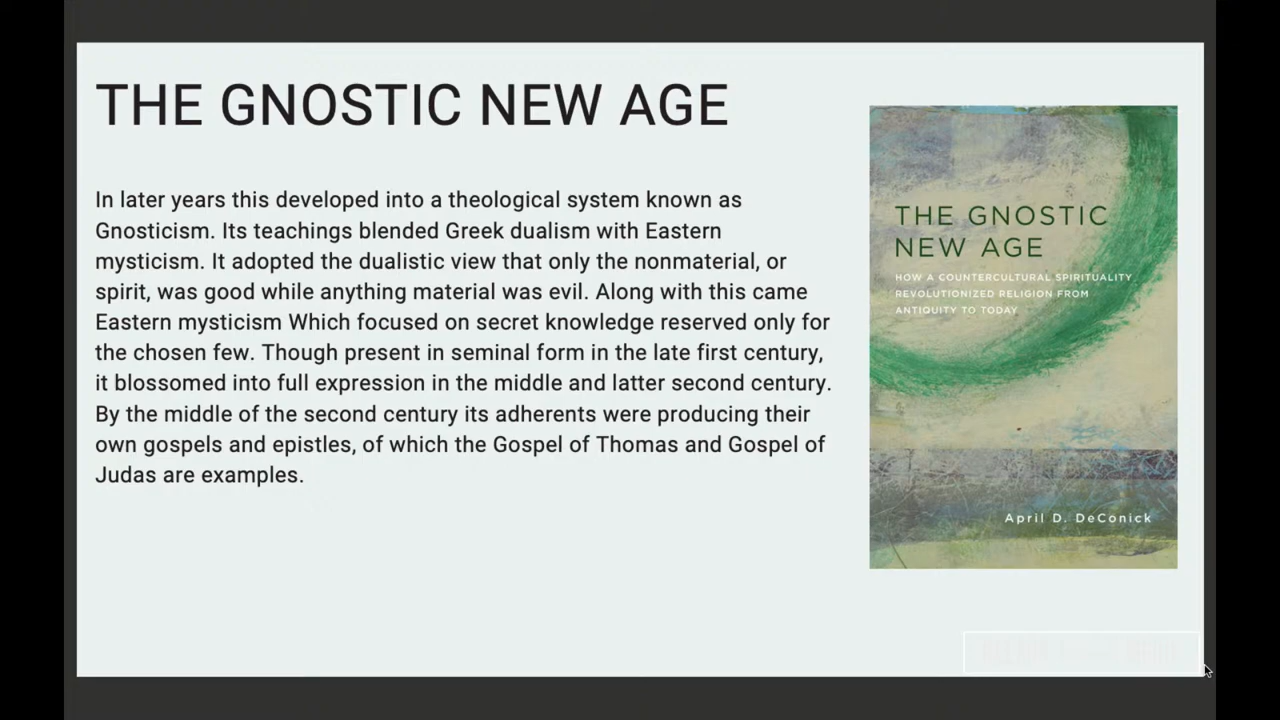 THE GNOSTIC NEW AGE
In later years this developed into a theological system known as
Gnosticism. Its teachings blended Greek dualism with Eastern
mysticism. It adopted the dualistic view that only the nonmaterial, or
spirit, was good while anything material was evil. Along with this came
Eastern mysticism Which focused on secret knowledge reserved only for
the chosen few. Though present in seminal form in the late first century,
it blossomed into full expression in the middle and latter second century.
By the middle of the second century its adherents were producing their
own gospels and epistles, of which the Gospel of Thomas and Gospel of
Judas are examples.
THE GNOSTIC
NEW AGE
HOW A COUNTERCULTURAL SPIRITUALITY
REVOLUTIONIZED RELIGION FROM
ANTIQUITY TO TODAY
April D. DeConick